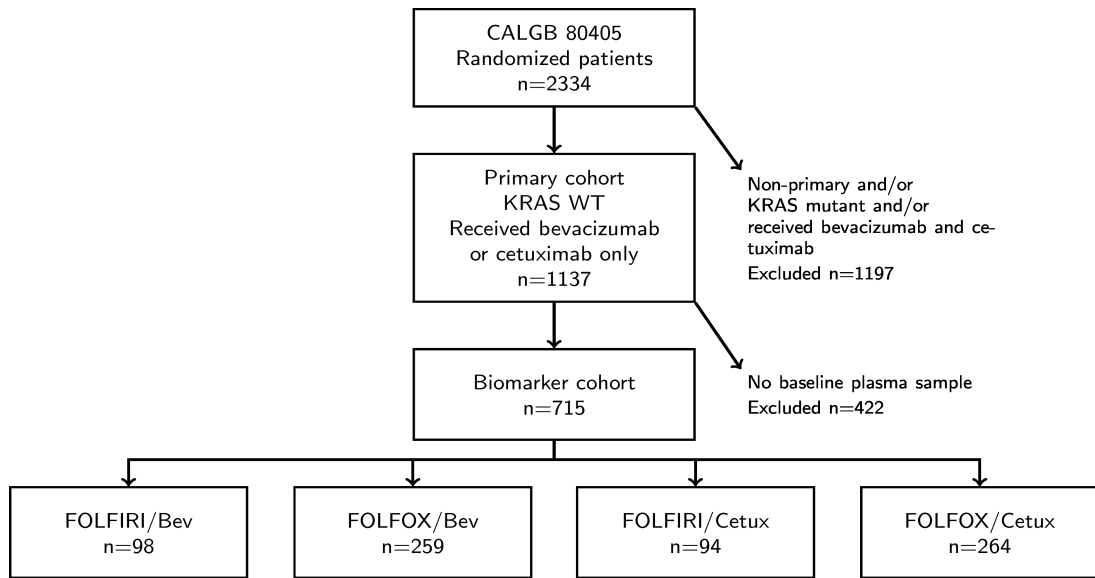 CALGB 80405
Randomized patients
n=2334
Primary cohort
KRAS WT
Received bevacizumab
or cetuximab only
n=1137
Non-primary and/or
KRAS mutant and/or
received bevacizumab and ce-
tuximab
Excluded n=1197
Biomarker cohort
n=715
No baseline plasma sample
Excluded n=422
FOLFIRI/Bev
n=98
FOLFOX/Bev
n=259
FOLFIRI/Cetux
n=94
FOLFOX/Cetux
n=264